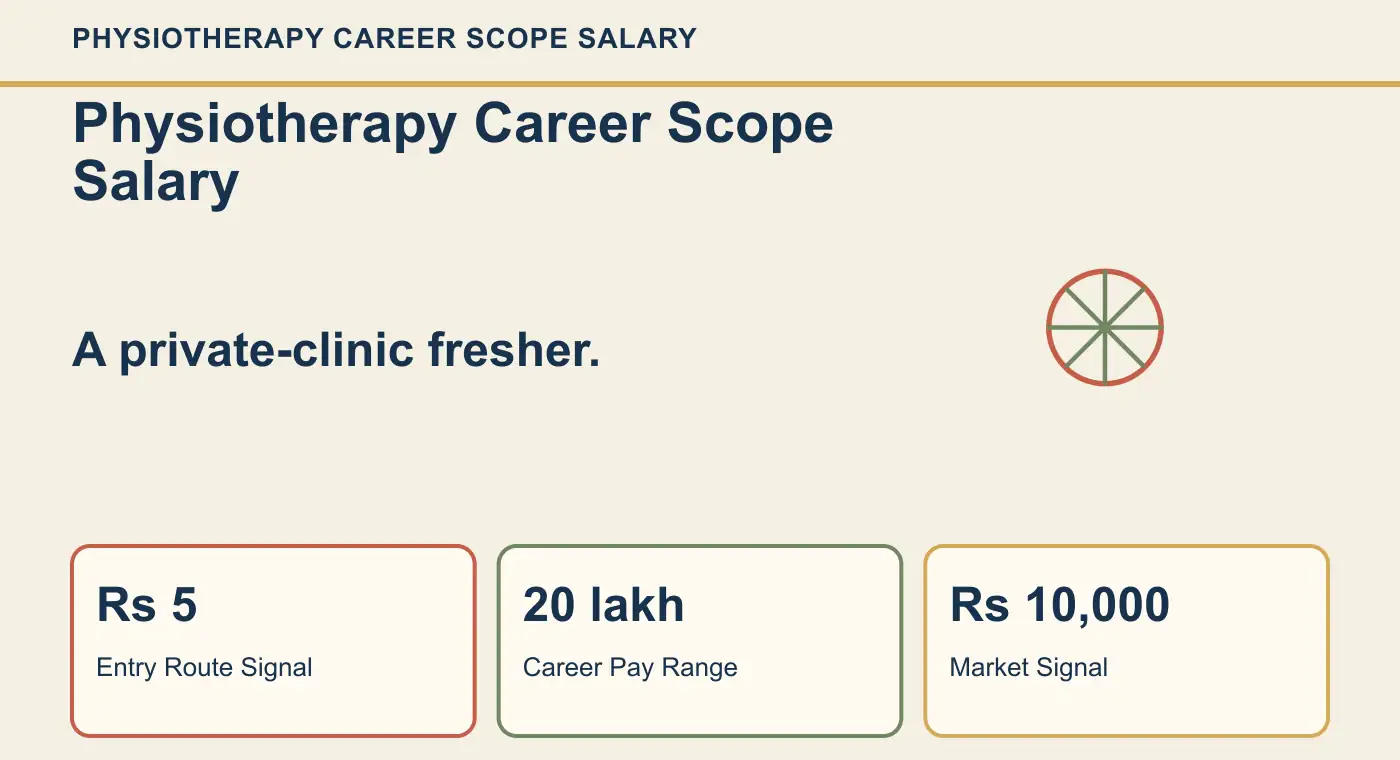 PHYSIOTHERAPY CAREER SCOPE SALARY
Physiotherapy Career Scope
Salary
A private-clinic fresher.
Rs 5
Entry Route Signal
20 lakh
Career Pay Range
Rs 10,000
Market Signal